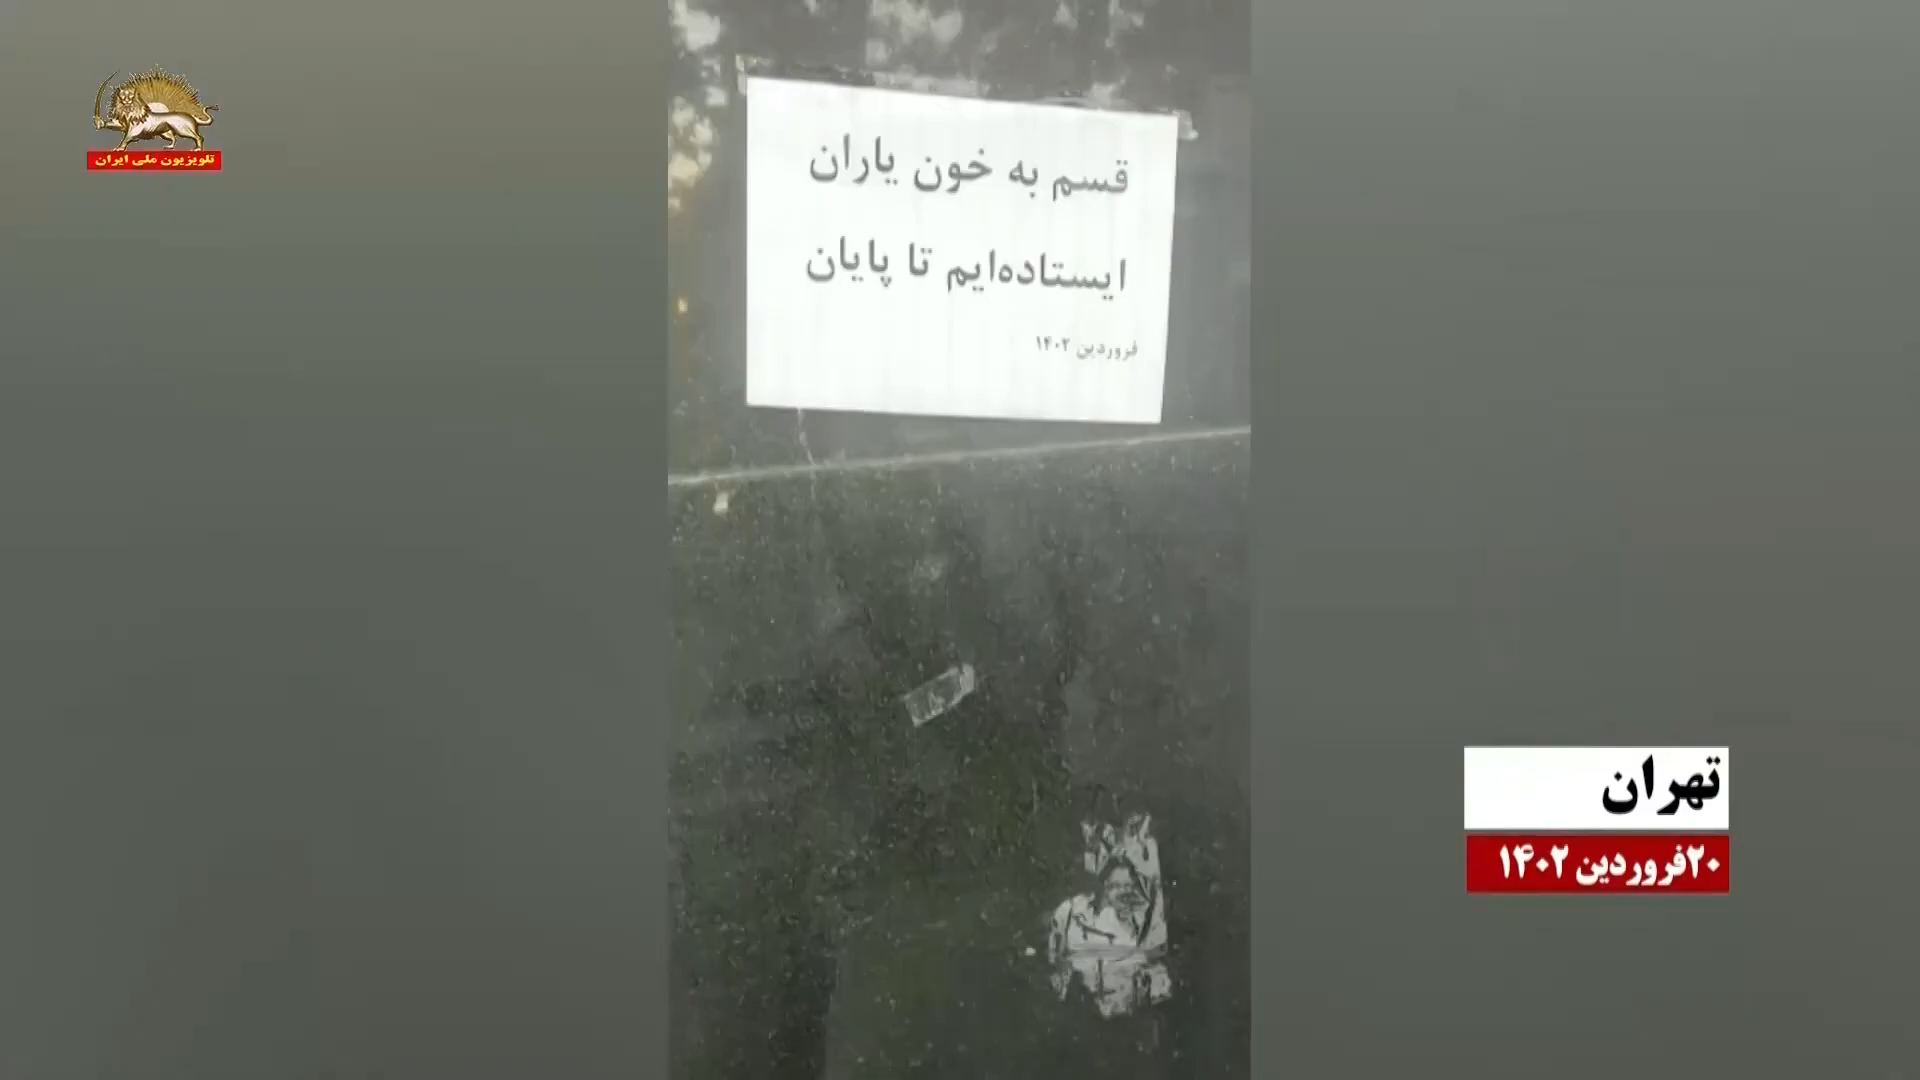 تلویزیون ملی ایران
قسم به خون یاران
ایستاده‌ایم تا پایان
فروردین ۱۴۰۲
تهران
۲۰فروردین ۱۴۰۲